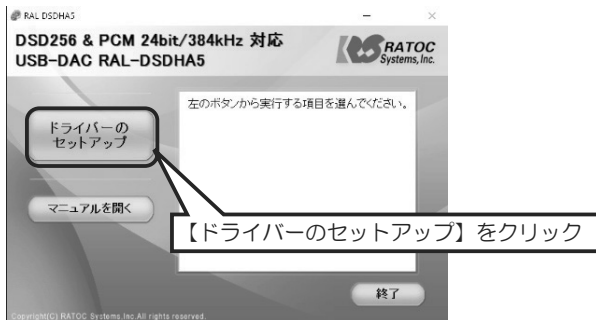 RAL DSDHA5
DSD256 & PCM 24bit/384kHz 対応
USB-DAC RAL-DSDHA5
RATOC
Systems, Inc.
左のボタンから実行する項目を選んでください。
ドライバーの
セットアップ
マニュアルを開く
【ドライバーのセットアップ】をクリック
終了
Copyright(C) RATOC Systems,Inc.All rights reserved.